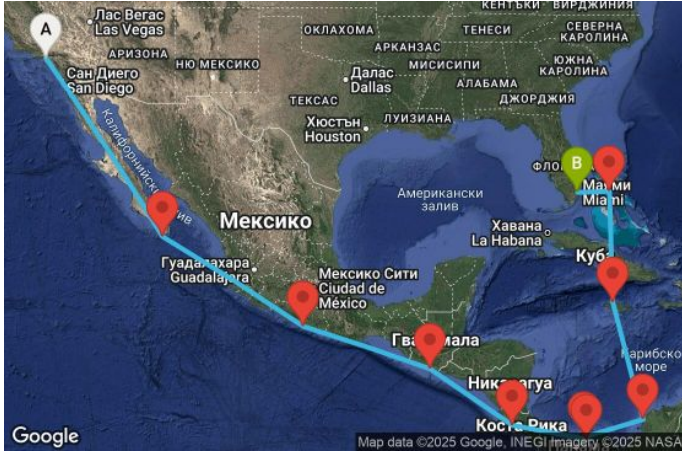 КЕНТЪКИ
ВИРДЖИНИЯ
A
Лас Вегас
Las Vegas
ОКЛАХОМА
ТЕНЕСИ
СЕВЕРНА
КАРОЛИНА
АРИЗОНА
НЮ МЕКСИКО
АРКАНЗАС
МИСИСИПИ
ЮЖНА
КАРОЛИНА
Сан Диего
San Diego
Далас
Dallas
АЛАБАМА
ТЕКСАС
ДЖОРДЖИЯ
Хюстън
Houston
ЛУИЗИАНА
B
ФЛО
Маями
Miami
Американски
залив
Мексико
Хавана
La Habana
Куба
Гуадалахара
Guadalajara
Мексико Сити
Ciudad de
México
Никарагуа
море
Коста Рика
Google
Map data ©2025 Google, INEGI Imagery ©2025 NASA